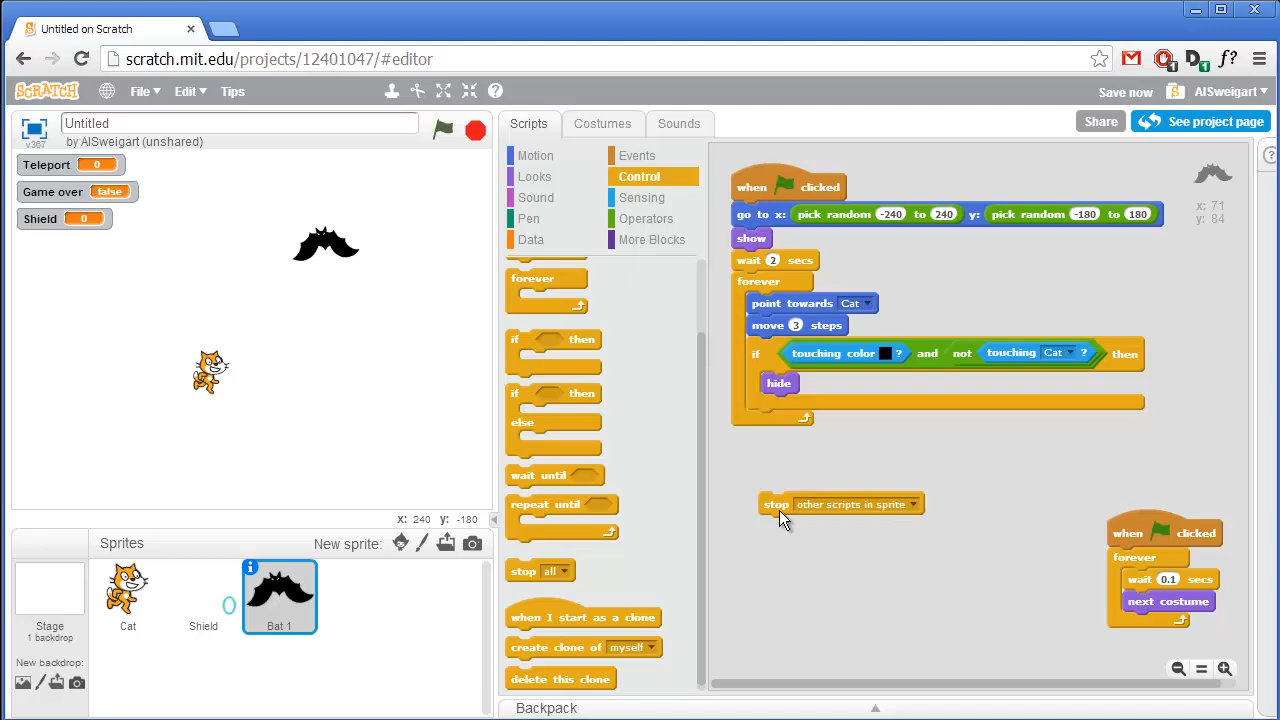 Untitled on Scratch
scratch.mit.edu/projects/12401047/#editor
1 1 f?
SCRATCH File Edit Tips Save now AlSweigart
Untitled
by AlSweigart (unshared)
v367
Scripts Costumes Sounds
Share See project page
Teleport 0
Game over false
Shield 0
Motion Events
Looks Control
Sound Sensing
Pen Operators
Data More Blocks
forever
if then
if then
else
wait until
repeat until
stop all
when I start as a clone
create clone of myself
delete this clone
when clicked
go to x: pick random -240 to 240 y: pick random -180 to 180
show
wait 2 secs
forever
point towards Cat
move 3 steps
if touching color ? and not touching Cat ? then
hide
x: 71
y: 84
stop other scripts in sprite
when clicked
forever
wait 0.1 secs
next costume
x: 240 y: -180
Sprites New sprite:
Stage
1 backdrop
New backdrop:
Cat Shield Bat 1
Backpack